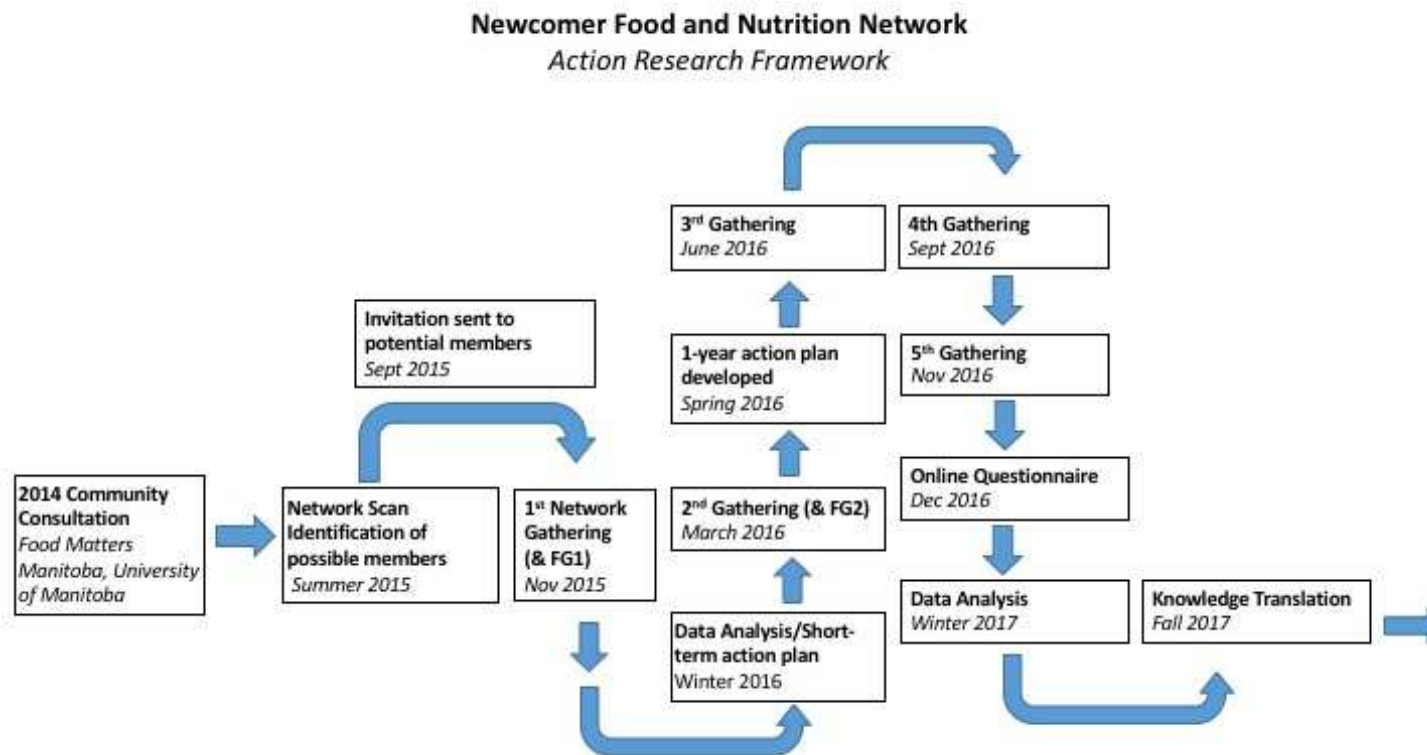 Newcomer Food and Nutrition Network
Action Research Framework
2014 Community
Consultation
Food Matters
Manitoba, University
of Manitoba
Network Scan
Identification of
possible members
Summer 2015
Invitation sent to
potential members
Sept 2015
1st Network
Gathering
(& FG1)
Nov 2015
Data Analysis/Short-
term action plan
Winter 2016
2nd Gathering (& FG2)
March 2016
1-year action plan
developed
Spring 2016
3rd Gathering
June 2016
4th Gathering
Sept 2016
5th Gathering
Nov 2016
Online Questionnaire
Dec 2016
Data Analysis
Winter 2017
Knowledge Translation
Fall 2017